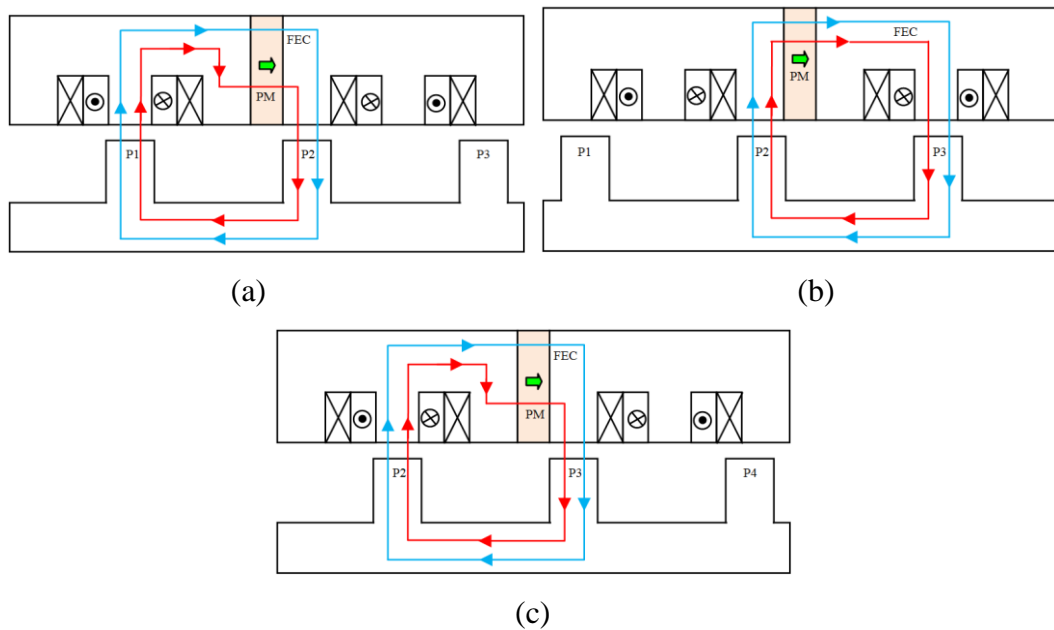 FEC
PM
P1 P2 P3
(a)
FEC
PM
P1 P2 P3
(b)
FEC
PM
P2 P3 P4
(c)